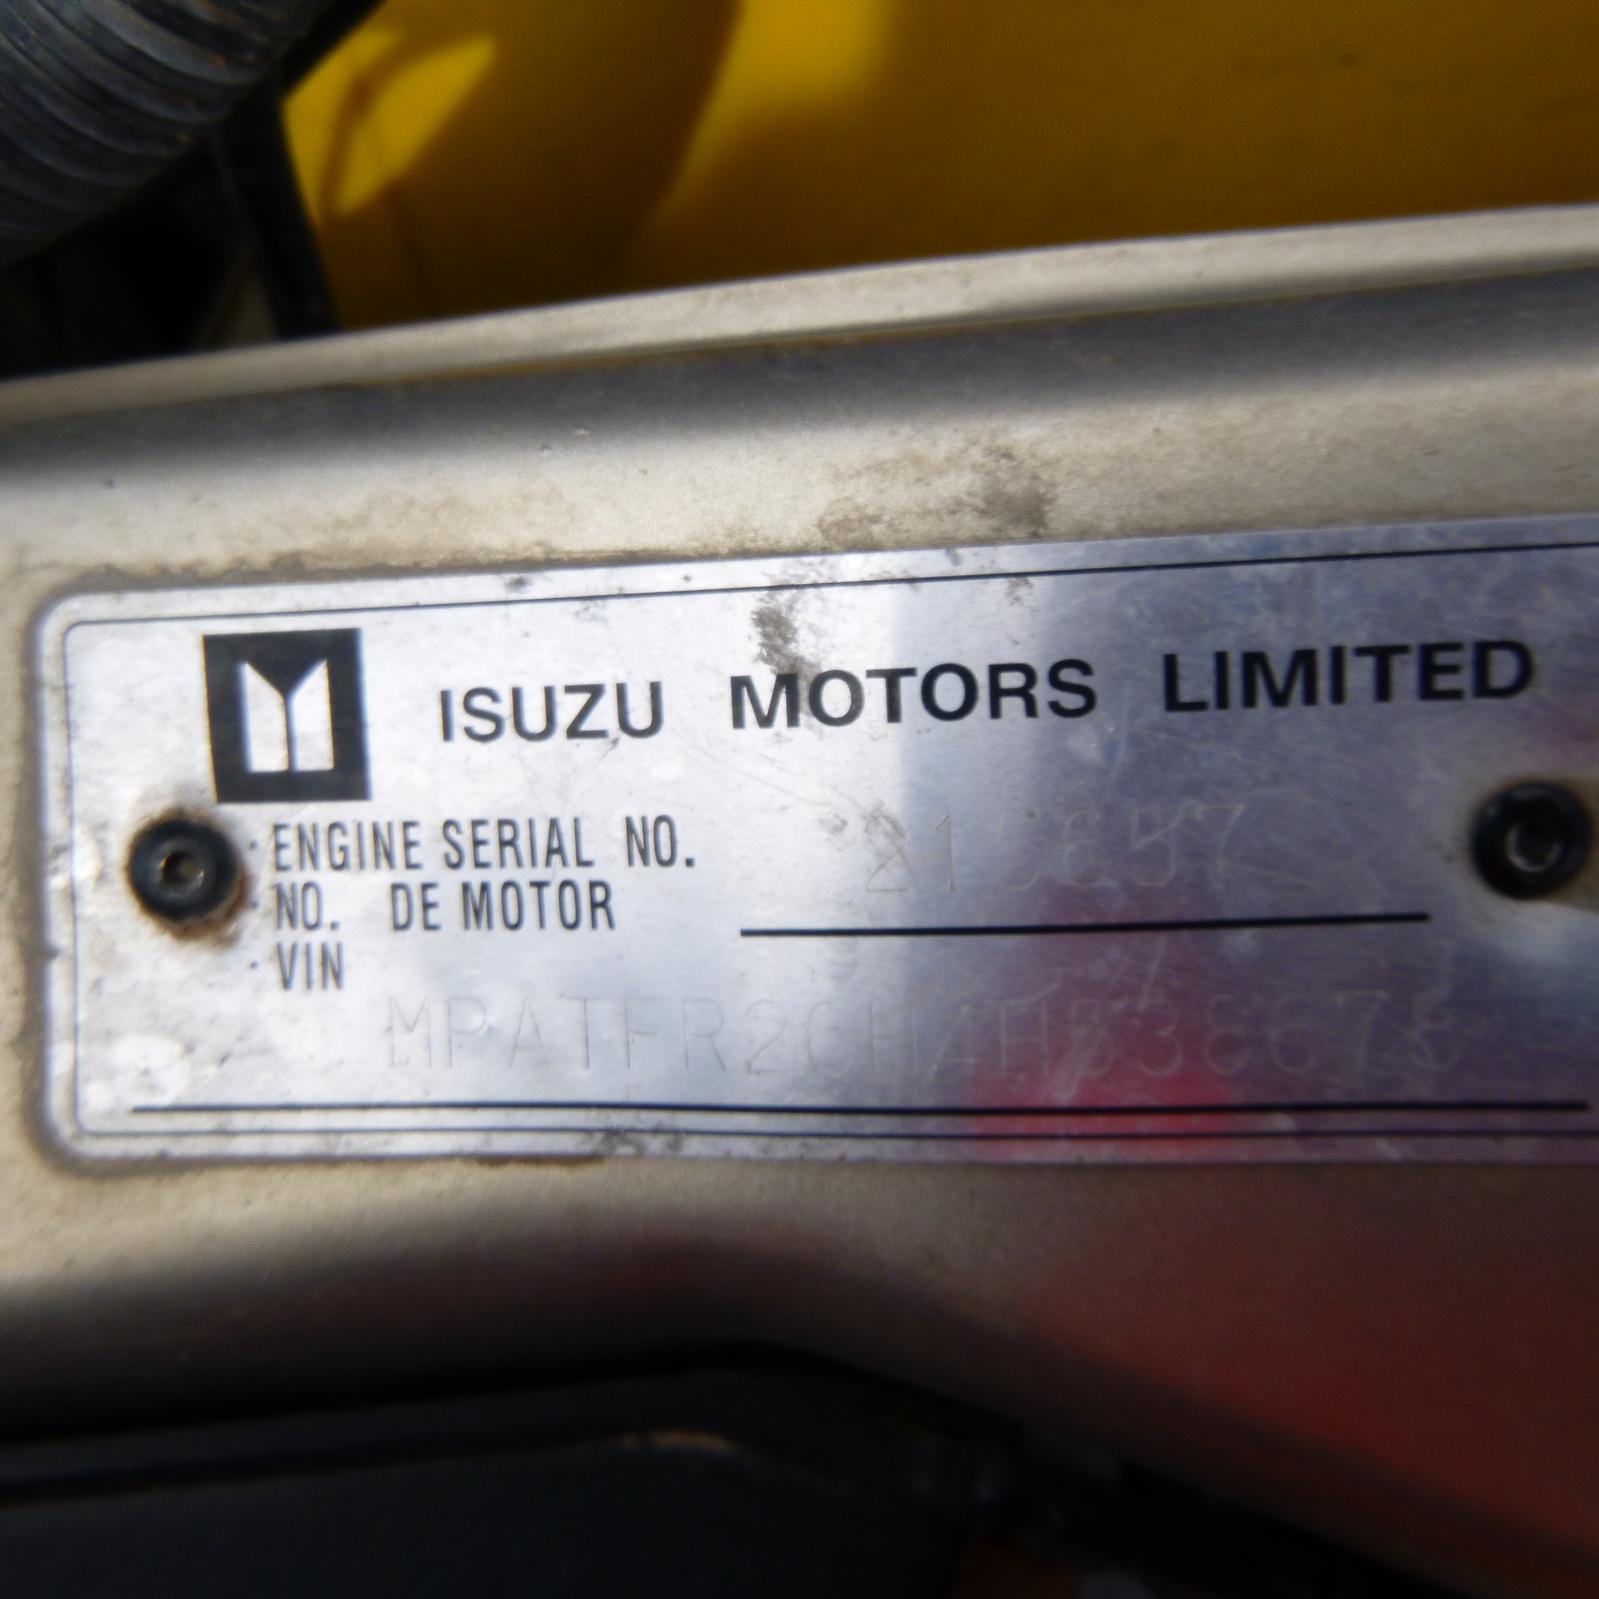 ISUZU MOTORS LIMITED
ENGINE SERIAL NO.
NO. DE MOTOR
VIN